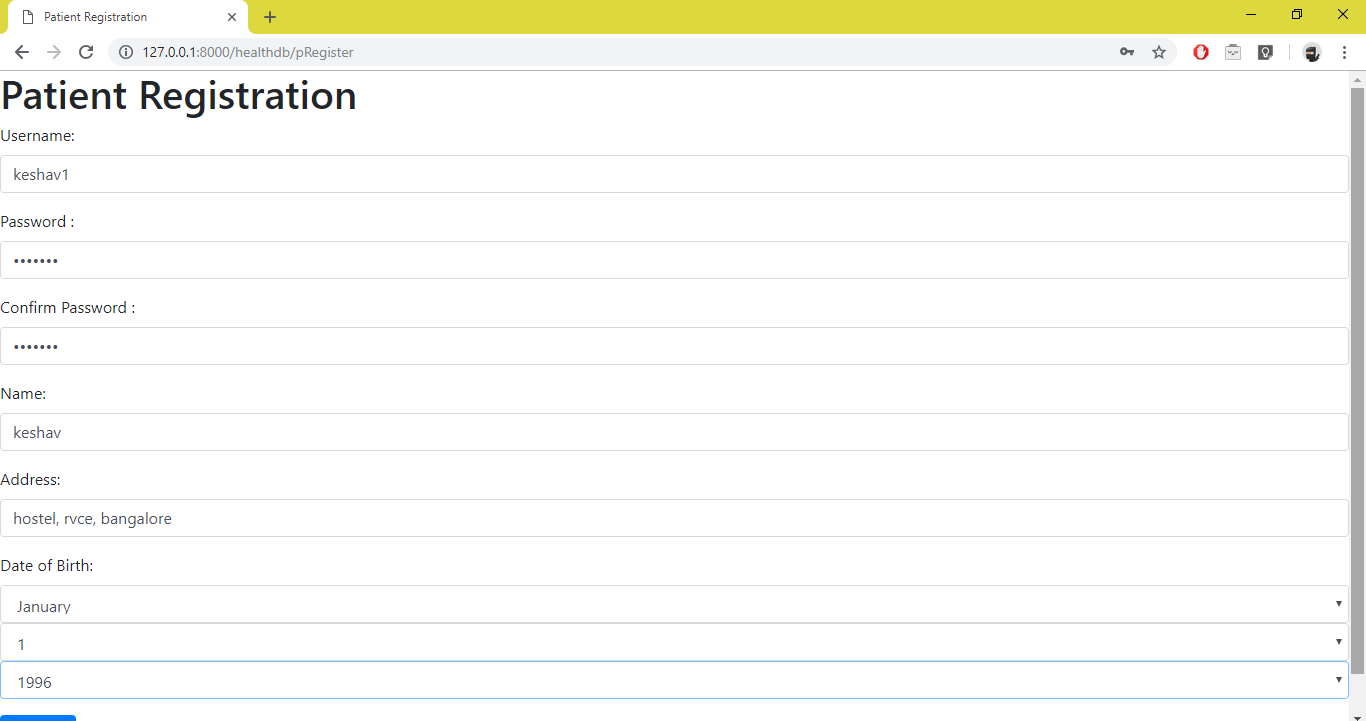 Patient Registration
127.0.0.1:8000/healthdb/pRegister
Patient Registration
Username:
keshav1
Password :
•••••••
Confirm Password :
•••••••
Name:
keshav
Address:
hostel, rvce, bangalore
Date of Birth:
January
1
1996